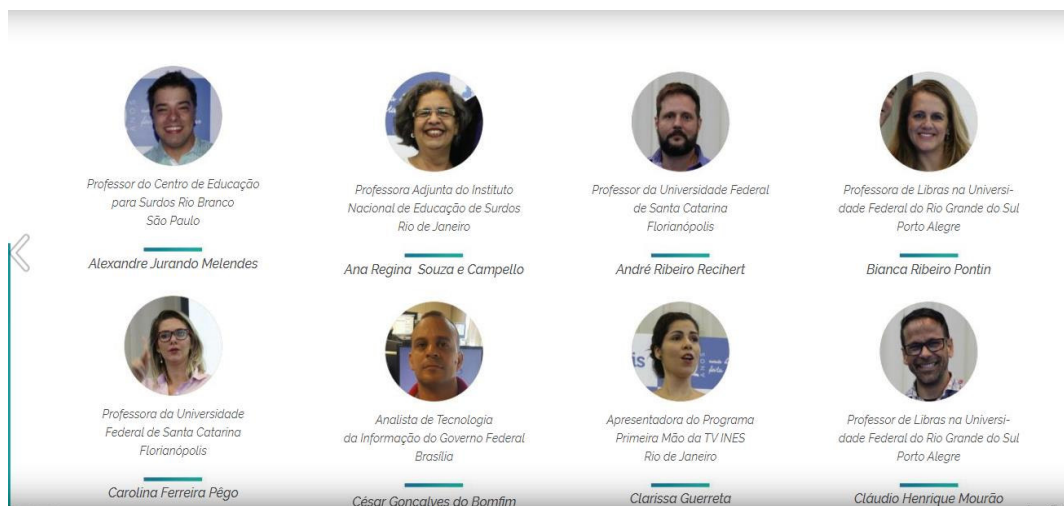 Professor do Centro de Educação
para Surdos Rio Branco
São Paulo
Alexandre Jurando Melendes
Professora Adjunta do Instituto
Nacional de Educação de Surdos
Rio de Janeiro
Ana Regina Souza e Campello
Professor da Universidade Federal
de Santa Catarina
Florianópolis
André Ribeiro Recihert
Professora de Libras na Universi-
dade Federal do Rio Grande do Sul
Porto Alegre
Bianca Ribeiro Pontin
Professora da Universidade
Federal de Santa Catarina
Florianópolis
Carolina Ferreira Pêgo
Analista de Tecnologia
da Informação do Governo Federal
Brasília
César Gonçalves do Bomfim
Apresentadora do Programa
Primeira Mão da TV INES
Rio de Janeiro
Clarissa Guerreta
Professor de Libras na Universi-
dade Federal do Rio Grande do Sul
Porto Alegre
Cláudio Henrique Mourão